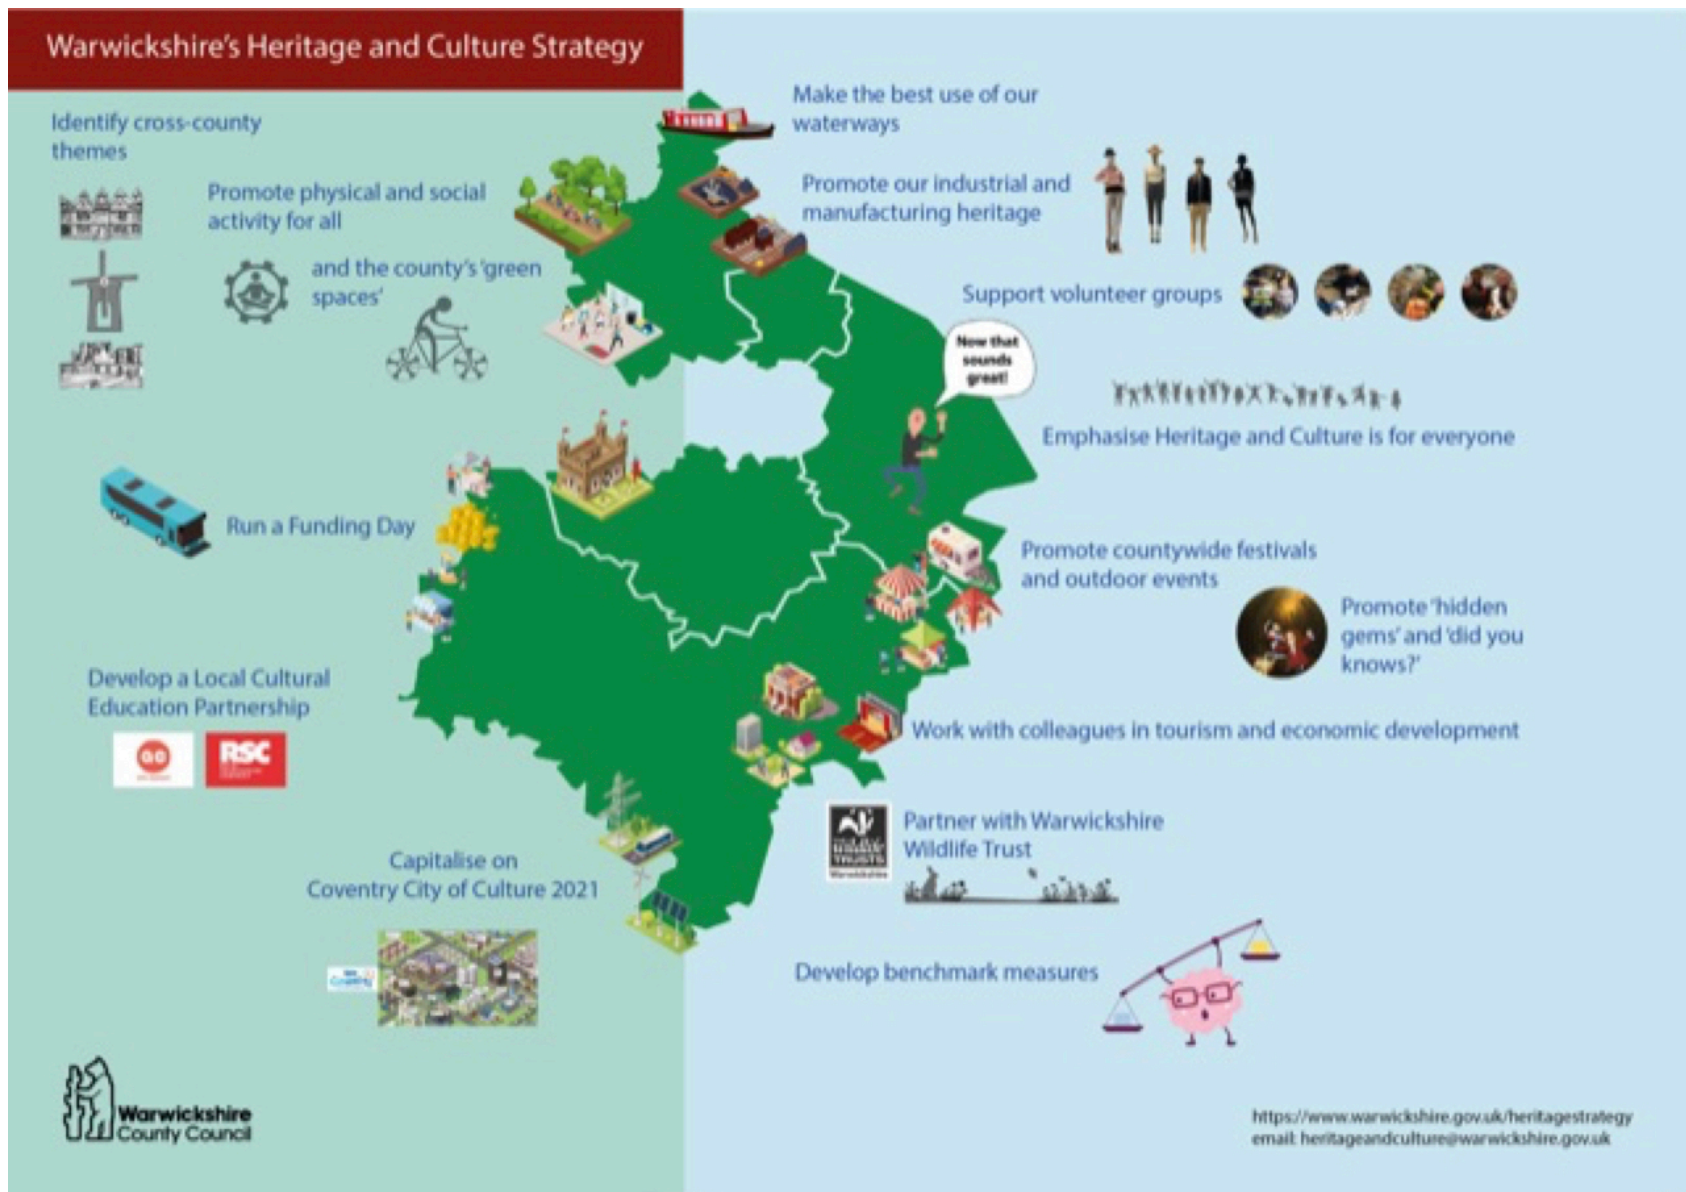 Warwickshire's Heritage and Culture Strategy
Identify cross-county
themes
Promote physical and social
activity for all
and the county's 'green
spaces'
Make the best use of our
waterways
Promote our industrial and
manufacturing heritage
Support volunteer groups
Now that
sounds
great!
Emphasise Heritage and Culture is for everyone
Run a Funding Day
Promote countywide festivals
and outdoor events
Promote 'hidden
gems' and 'did you
knows?'
Develop a Local Cultural
Education Partnership
RSC
Work with colleagues in tourism and economic development
Partner with Warwickshire
Wildlife Trust
TRUSTS
Warwickshire
Capitalise on
Coventry City of Culture 2021
Coventry
Develop benchmark measures
Warwickshire
County Council
https://www.warwickshire.gov.uk/heritagestrategy
email: heritageandculture@warwickshire.gov.uk